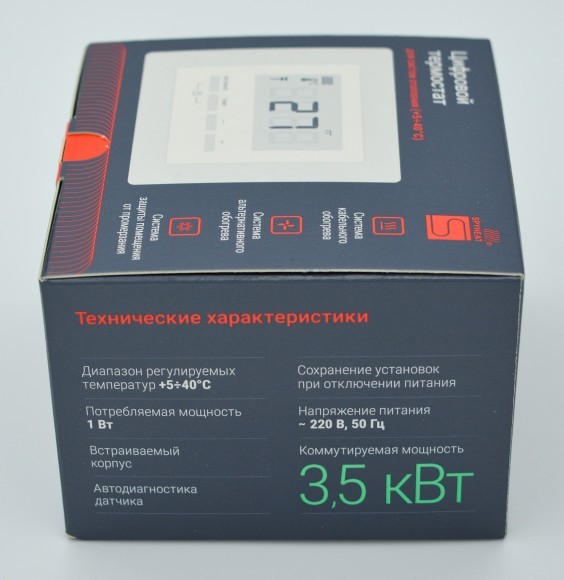 Цифровой
термостат
для систем отопления (+5÷40°С)
27
SPYHEAT
Система
кабельного
обогрева
Система
альтернативного
обогрева
Система
защиты помещения
от промерзания
Технические характеристики
Диапазон регулируемых
температур +5÷40°С
Потребляемая мощность
1 Вт
Встраиваемый
корпус
Автодиагностика
датчика
Сохранение установок
при отключении питания
Напряжение питания
~ 220 В, 50 Гц
Коммутируемая мощность
3,5 кВт